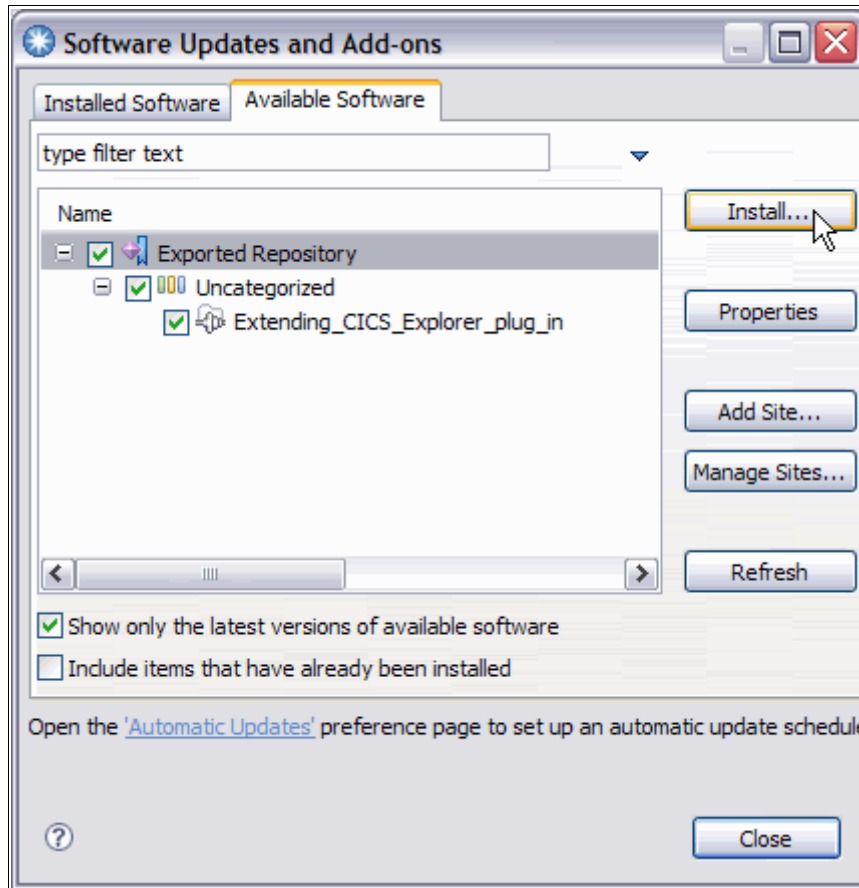 Software Updates and Add-ons
Installed Software
Available Software
type filter text
Name
Install...
Exported Repository
Uncategorized
Extending_CICS_Explorer_plug_in
Properties
Add Site...
Manage Sites...
Refresh
Show only the latest versions of available software
Include items that have already been installed
Open the 'Automatic Updates' preference page to set up an automatic update schedule
?
Close